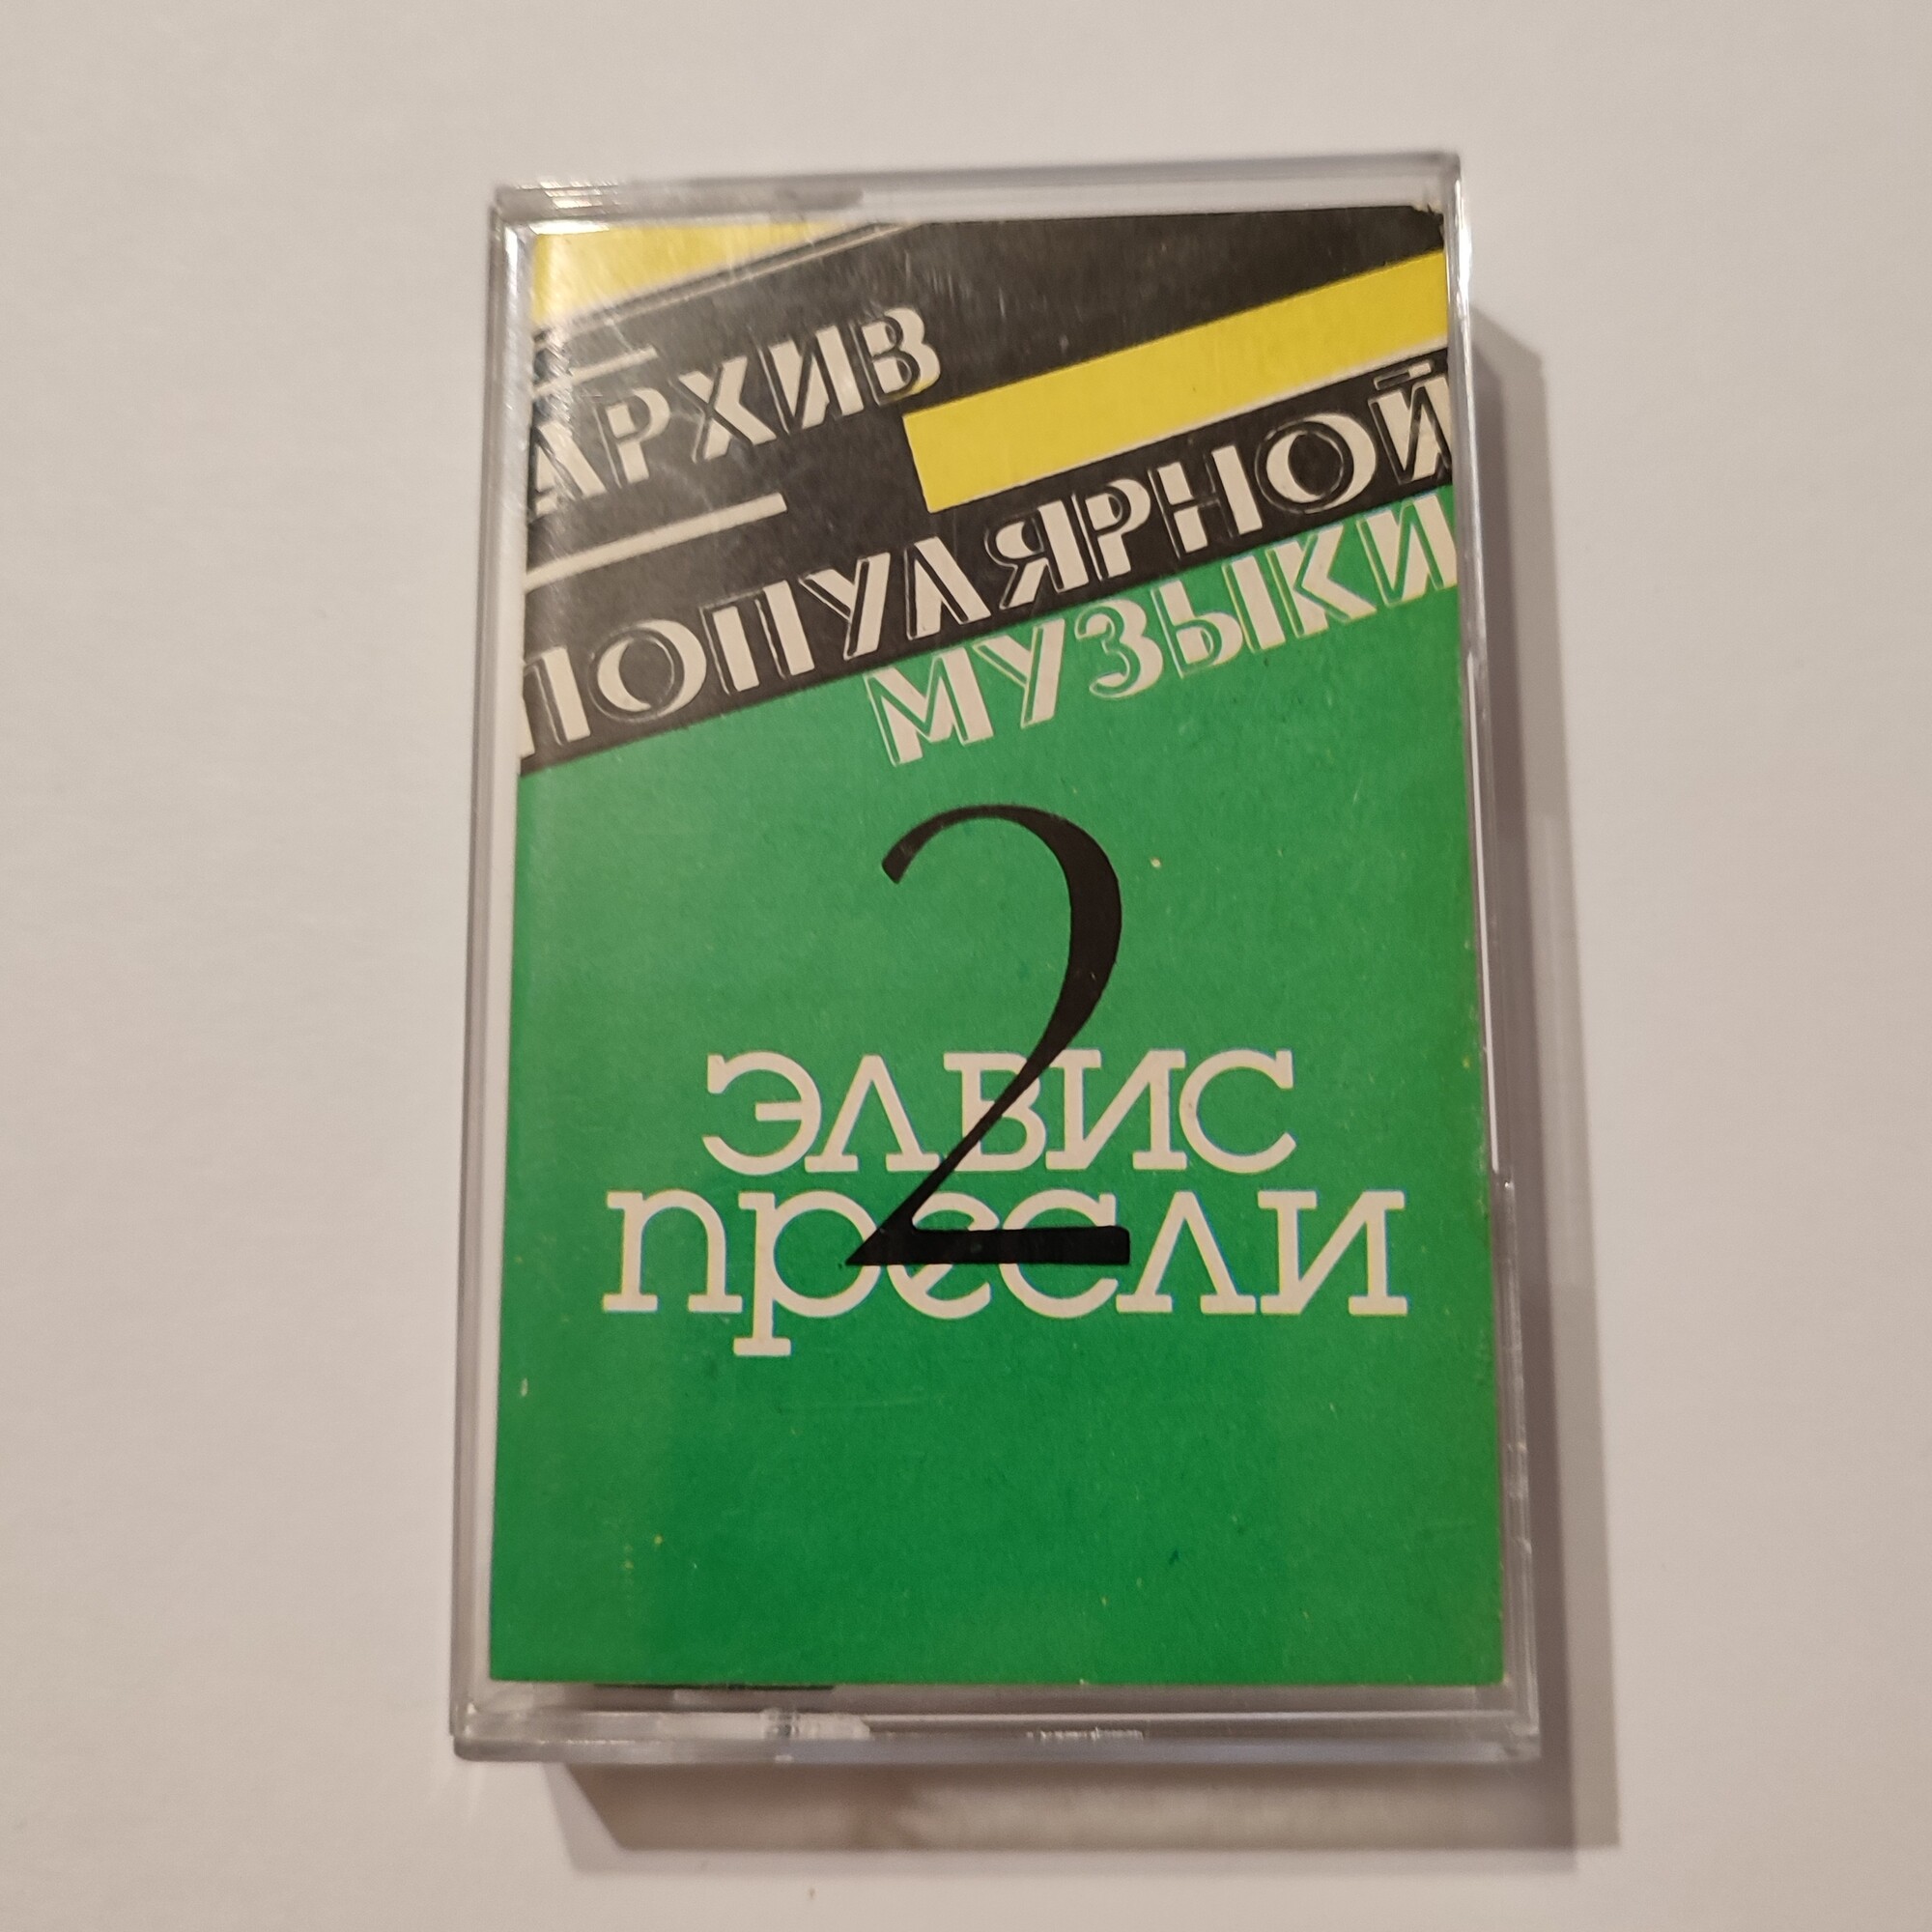 АРХИВ
ПОПУЛЯРНОЙ
МУЗЫКИ
2
ЭЛВИС
ПРЕСЛИ